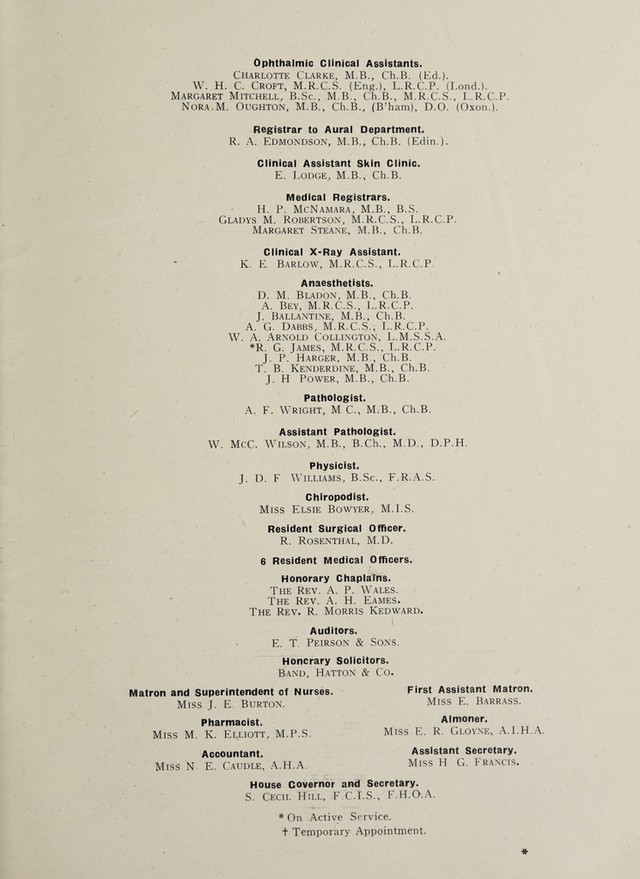 Ophthalmic Clinical Assistants.
Charlotte Clarke, M.B., Ch.B. (Ed.).
W. H. C. Croft, M.R.C.S. (Eng.), L.R.C.P. (Lond.).
Margaret Mitchell, B.Sc., M.B., Ch.B., M.R.C.S., L.R.C.P.
Nora M. Oughton, M.B., Ch.B., (B'ham), D.O. (Oxon.).
Registrar to Aural Department.
R. A. Edmondson, M.B., Ch.B. (Edin.).
Clinical Assistant Skin Clinic.
E. Lodge, M.B., Ch.B.
Medical Registrars.
H. P. McNamara, M.B., B.S.
Gladys M. Robertson, M.R.C.S., L.R.C.P.
Margaret Steane, M.B., Ch.B.
Clinical X-Ray Assistant.
K. E. Barlow, M.R.C.S., L.R.C.P.
Anaesthetists.
D. M. Bladon, M.B., Ch.B.
A. Bey, M.R.C.S., L.R.C.P.
J. Ballantine, M.B., Ch.B.
A. G. Dabbs, M.R.C.S., L.R.C.P.
W. A. Arnold Collington, L.M.S.S.A.
*R. G. James, M.R.C.S., L.R.C.P.
J. P. Harger, M.B., Ch.B.
T. B. Kenderdine, M.B., Ch.B.
J. H Power, M.B., Ch.B.
Pathologist.
A. F. Wright, M C., M.B., Ch.B.
Assistant Pathologist.
W. McC. Wilson, M.B., B.Ch., M.D., D.P.H.
Physicist.
J. D. F Williams, B.Sc., F.R.A.S.
Chiropodist.
Miss Elsie Bowyer, M.I.S.
Resident Surgical Officer.
R. Rosenthal, M.D.
6 Resident Medical Officers.
Honorary Chaplains.
The Rev. A. P. Wales.
The Rev. A. H. Eames.
The Rev. R. Morris Kedward.
Auditors.
E. T. Peirson & Sons.
Honorary Solicitors.
Band, Hatton & Co.
Matron and Superintendent of Nurses.
Miss J. E. Burton.
First Assistant Matron.
Miss E. Barrass.
Pharmacist.
Miss M. K. Elliott, M.P.S.
Almoner.
Miss E. R. Gloyne, A.I.H.A.
Accountant.
Miss N. E. Caudle, A.H.A.
Assistant Secretary.
Miss H. G. Francis.
House Governor and Secretary.
S. Cecil Hill, F.C.I.S., F.H.O.A.
* On Active Service.
† Temporary Appointment.
*